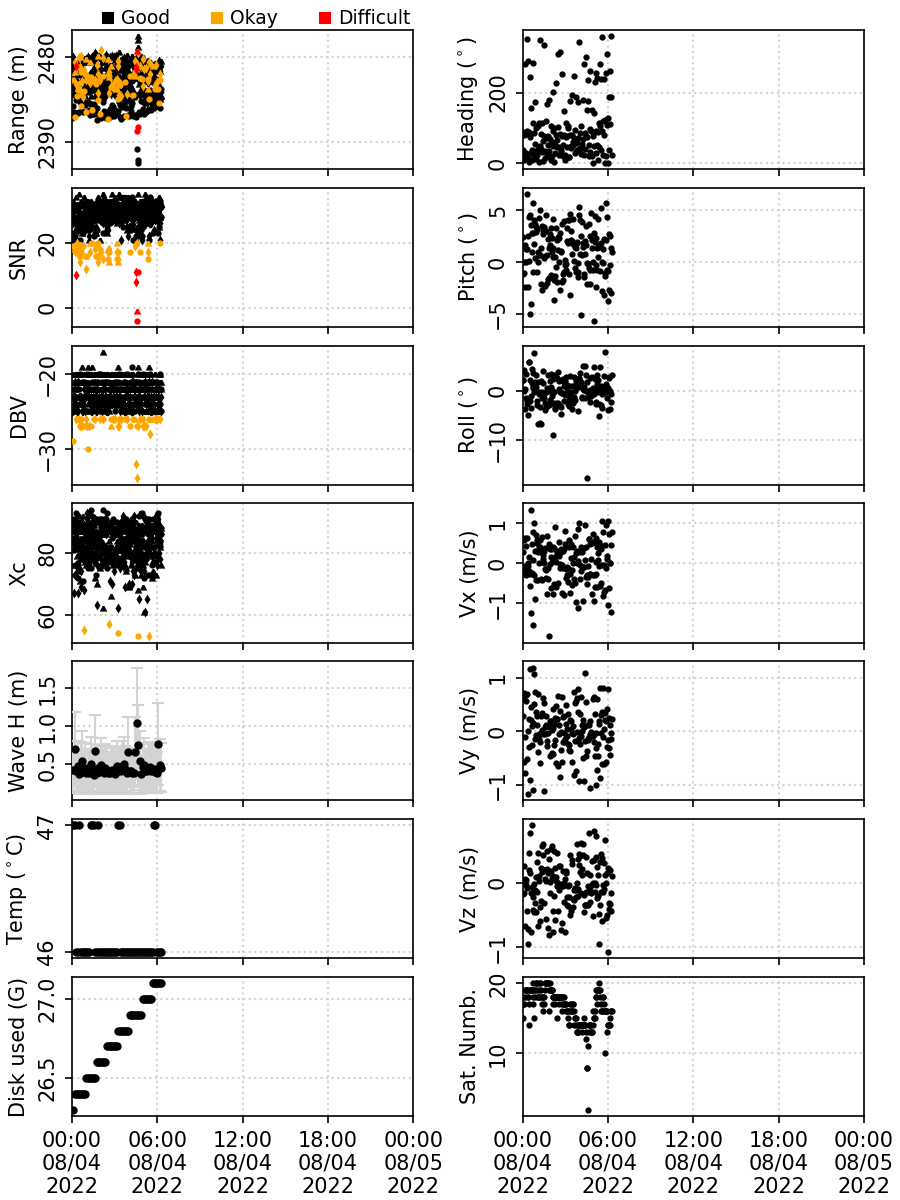 Good Okay Difficult
Range (m)
2480
2390
Heading (°)
200
0
SNR
20
0
Pitch (°)
5
0
−5
DBV
−20
−30
Roll (°)
0
−10
Xc
80
60
Vx (m/s)
1
0
−1
Wave H (m)
1.5
1.0
0.5
Vy (m/s)
1
0
−1
Temp (°C)
47
46
Vz (m/s)
0
−1
Disk used (G)
27.0
26.5
Sat. Numb.
20
10
00:00 06:00 12:00 18:00 00:00
08/04 08/04 08/04 08/04 08/05
2022 2022 2022 2022 2022
00:00 06:00 12:00 18:00 00:00
08/04 08/04 08/04 08/04 08/05
2022 2022 2022 2022 2022